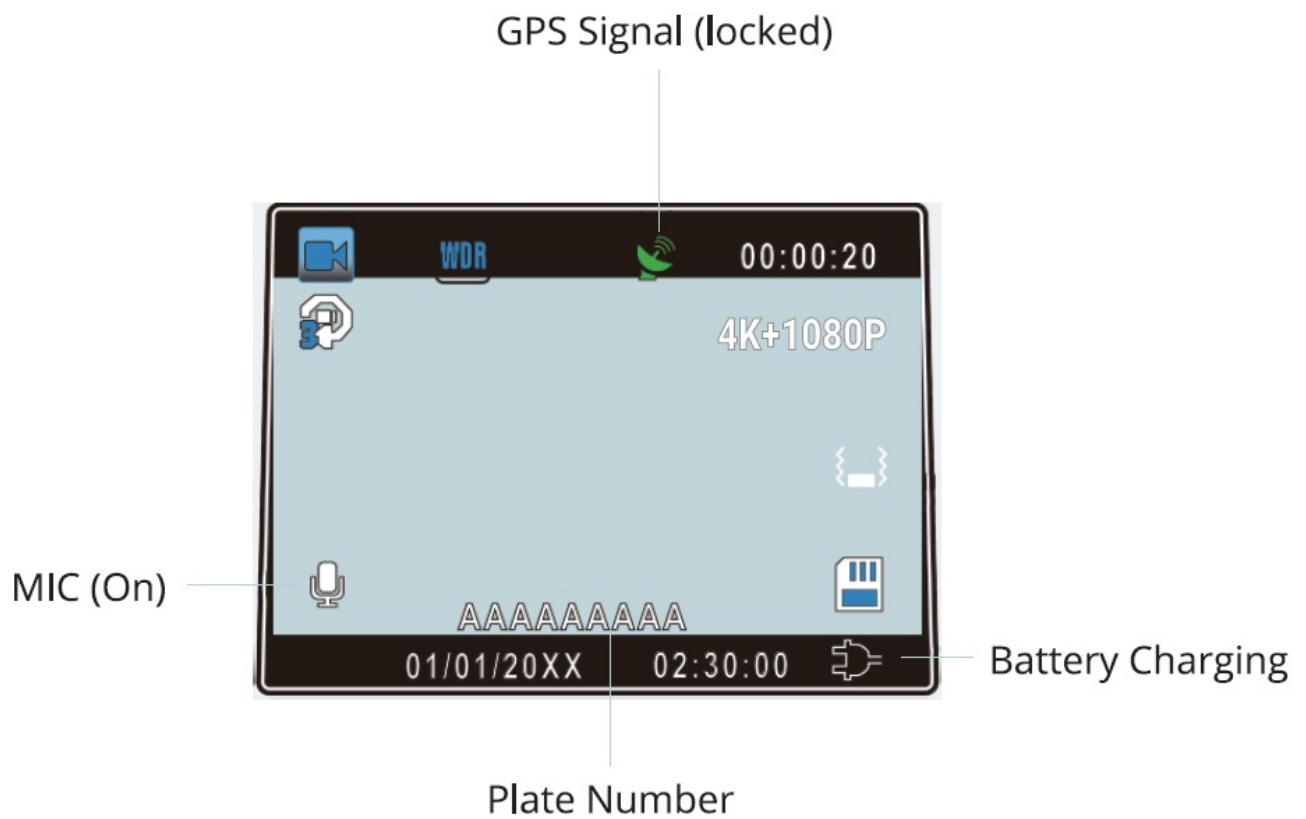 GPS Signal (locked)
WDR 00:00:20
3
4K+1080P
MIC (On)
AAAAAAAAA
01/01/20XX 02:30:00
Battery Charging
Plate Number